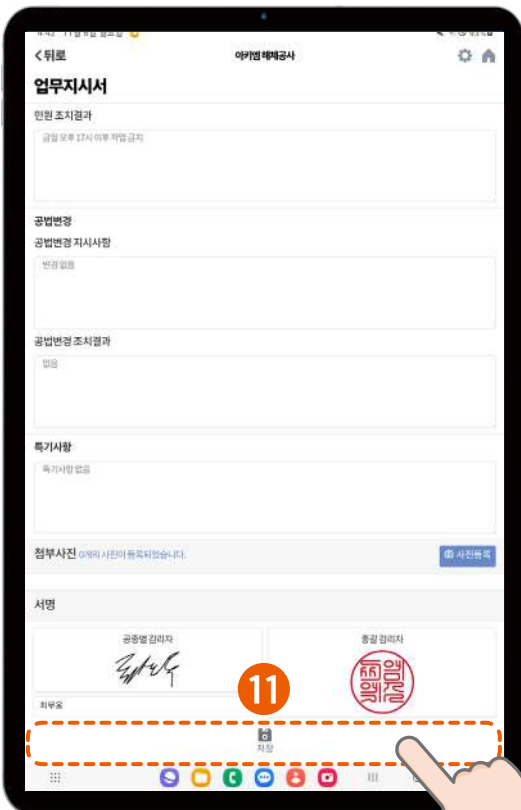 뒤로
아키엠 해체공사
업무지시서
민원 조치결과
금일 오후 17시 이후 작업 금지
공법변경
공법변경 지시사항
변경 없음
공법변경 조치결과
없음
특기사항
특기사항 없음
첨부사진 0개의 사진이 등록되었습니다.
사진등록
서명
공종별 감리자
총괄 감리자
11
저장